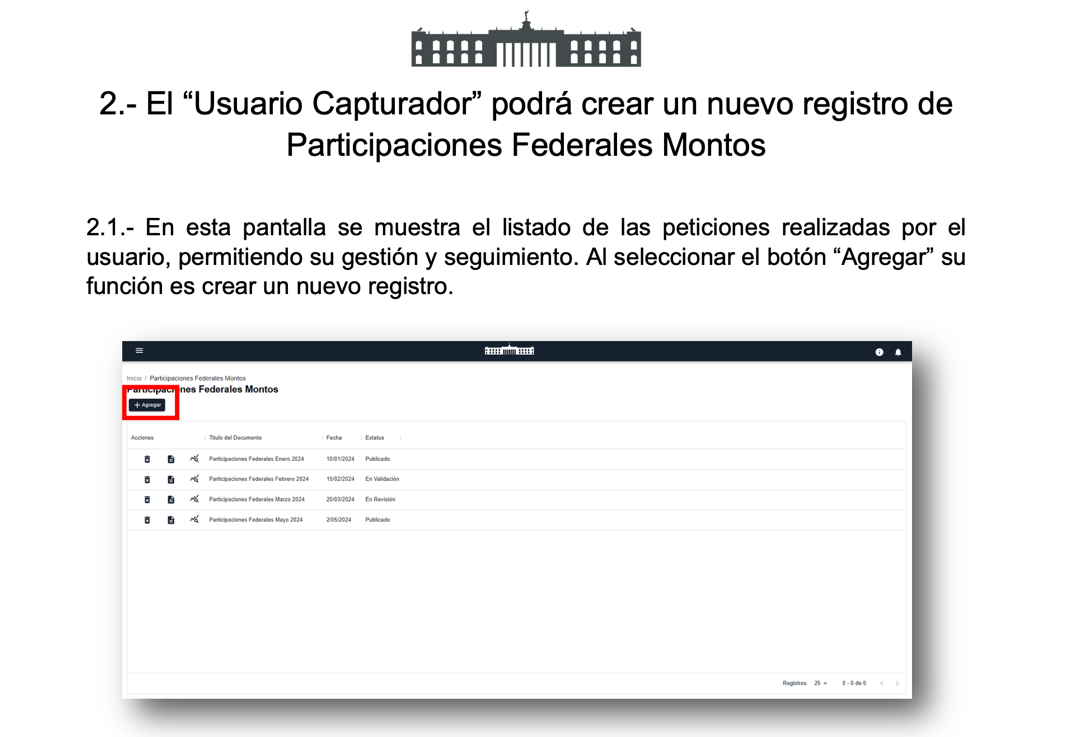 2.- El “Usuario Capturador” podrá crear un nuevo registro de
Participaciones Federales Montos
2.1.- En esta pantalla se muestra el listado de las peticiones realizadas por el
usuario, permitiendo su gestión y seguimiento. Al seleccionar el botón “Agregar” su
función es crear un nuevo registro.
Inicio / Participaciones Federales Montos
Participaciones Federales Montos
+ Agregar
Acciones Titulo del Documento Fecha Estatus
Participaciones Federales Enero 2024 10/01/2024 Publicado
Participaciones Federales Febrero 2024 15/02/2024 En Validación
Participaciones Federales Marzo 2024 20/03/2024 En Revisión
Participaciones Federales Mayo 2024 2/05/2024 Publicado
Registros: 25 0 - 0 de 0